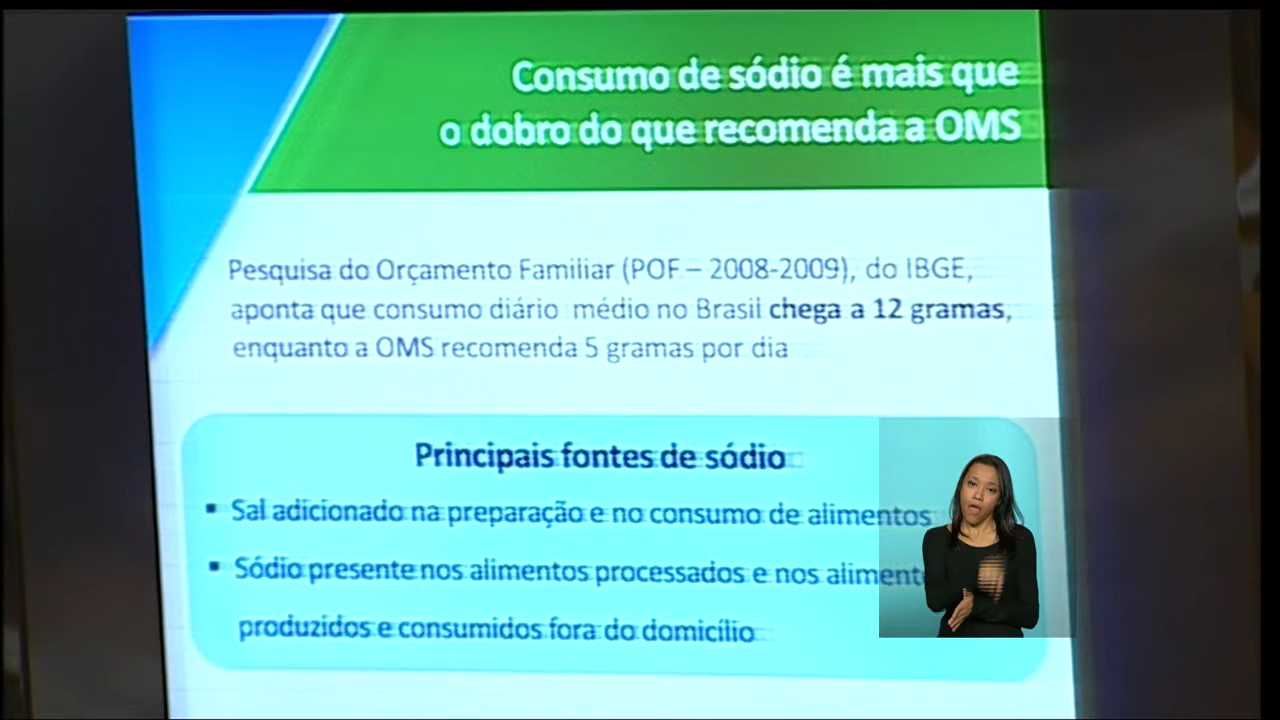 Consumo de sódio é mais que
o dobro do que recomenda a OMS
Pesquisa do Orçamento Familiar (POF – 2008-2009), do IBGE,
aponta que consumo diário médio no Brasil chega a 12 gramas,
enquanto a OMS recomenda 5 gramas por dia
Principais fontes de sódio
▪ Sal adicionado na preparação e no consumo de alimentos
▪ Sódio presente nos alimentos processados e nos
produzidos e consumidos fora do domicílio